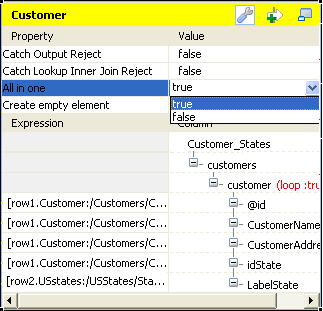 Customer
Property Value
Catch Output Reject false
Catch Lookup Inner Join Reject false
All in one true
true
Create empty element
false
Expression Column
Customer_States
customers
customer (loop :true
[row1.Customer:/Customers/C... @id
[row1.Customer:/Customers/C... CustomerName
[row1.Customer:/Customers/C... CustomerAddre
[row1.Customer:/Customers/C... idState
[row2.USstates:/USStates/Sta... LabelState